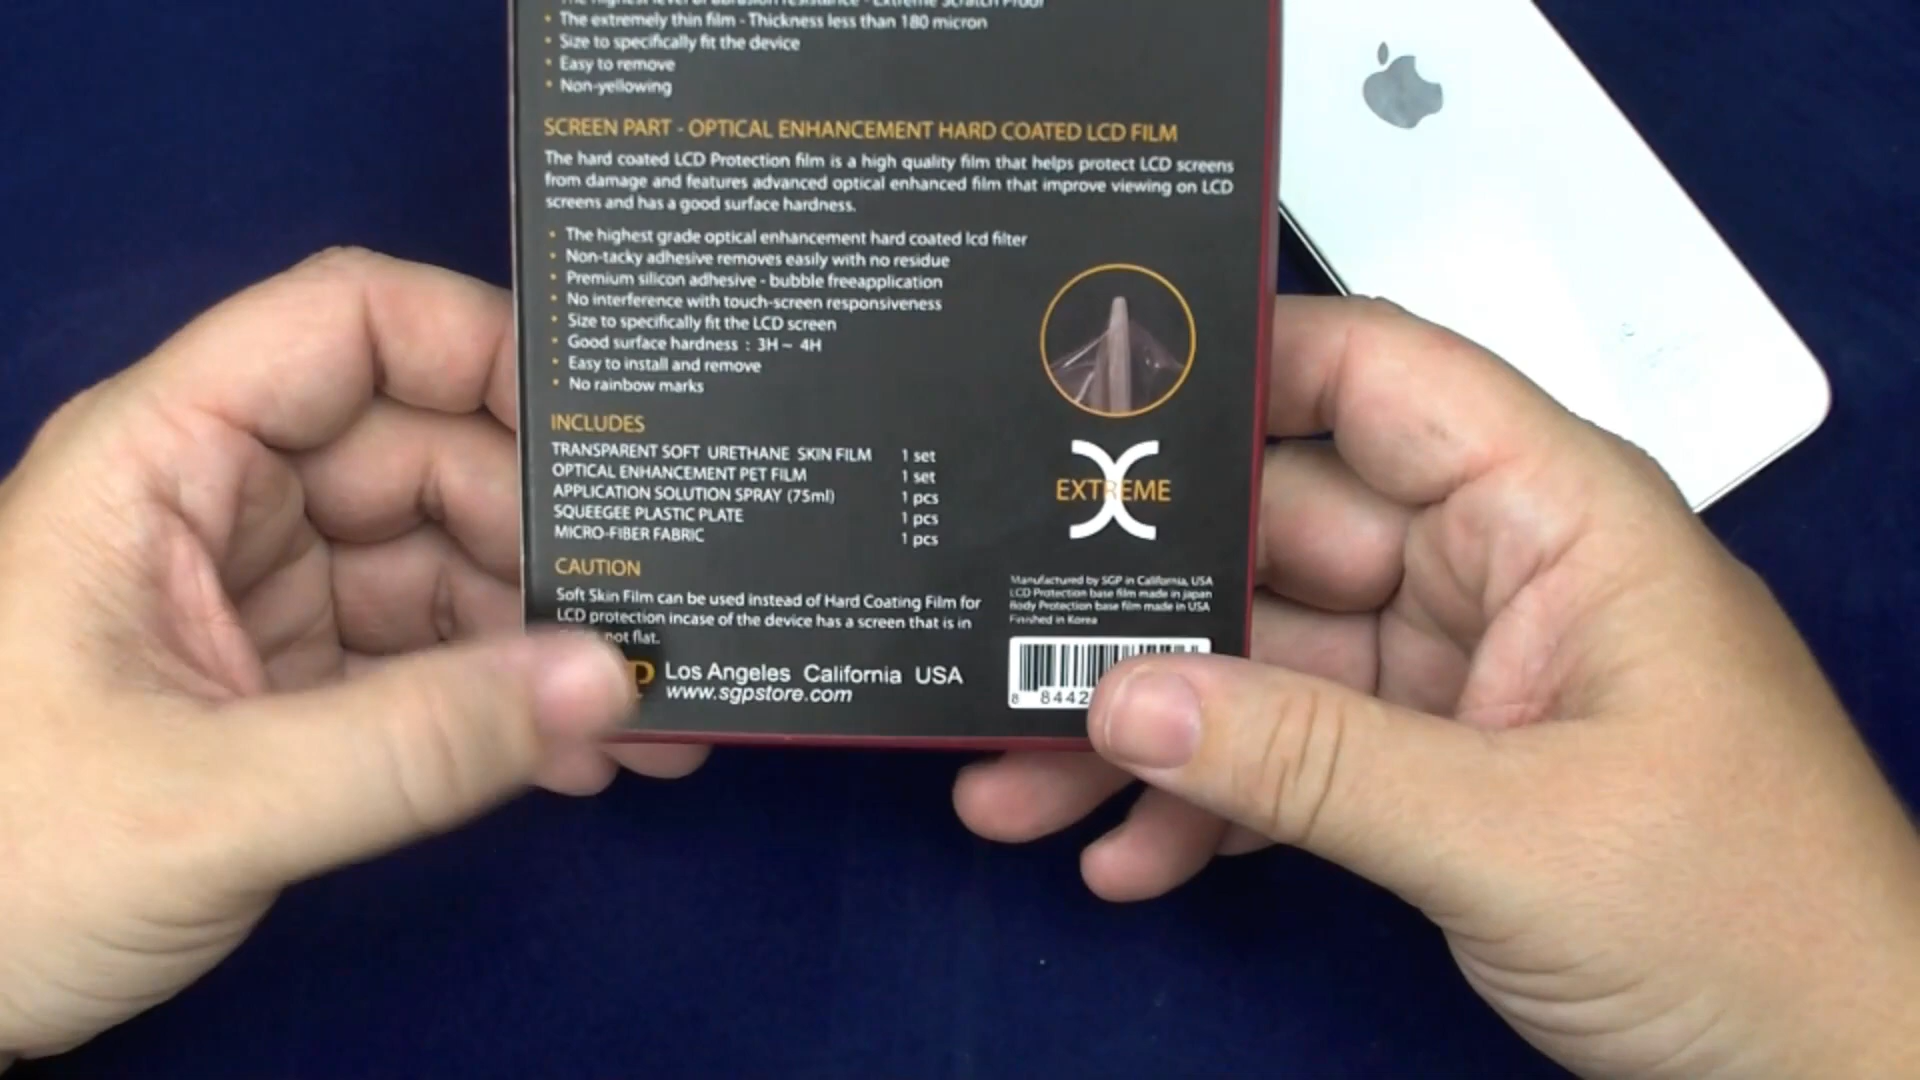 The highest level of abrasion resistance - Extreme Scratch Proof
• The extremely thin film - Thickness less than 180 micron
• Size to specifically fit the device
• Easy to remove
• Non-yellowing
SCREEN PART - OPTICAL ENHANCEMENT HARD COATED LCD FILM
The hard coated LCD Protection film is a high quality film that helps protect LCD screens
from damage and features advanced optical enhanced film that improve viewing on LCD
screens and has a good surface hardness.
• The highest grade optical enhancement hard coated lcd filter
• Non-tacky adhesive removes easily with no residue
• Premium silicon adhesive - bubble freeapplication
• No interference with touch-screen responsiveness
• Size to specifically fit the LCD screen
• Good surface hardness : 3H ~ 4H
• Easy to install and remove
• No rainbow marks
INCLUDES
TRANSPARENT SOFT URETHANE SKIN FILM 1 set
OPTICAL ENHANCEMENT PET FILM 1 set
APPLICATION SOLUTION SPRAY (75ml) 1 pcs
SQUEEGEE PLASTIC PLATE 1 pcs
MICRO-FIBER FABRIC 1 pcs
EXTREME
CAUTION
Soft Skin Film can be used instead of Hard Coating Film for
LCD protection incase of the device has a screen that is in
not flat.
Los Angeles California USA
www.sgpstore.com
Manufactured by SGP in California, USA
LCD Protection base film made in japan
Body Protection base film made in USA
Finished in Korea
8 8442